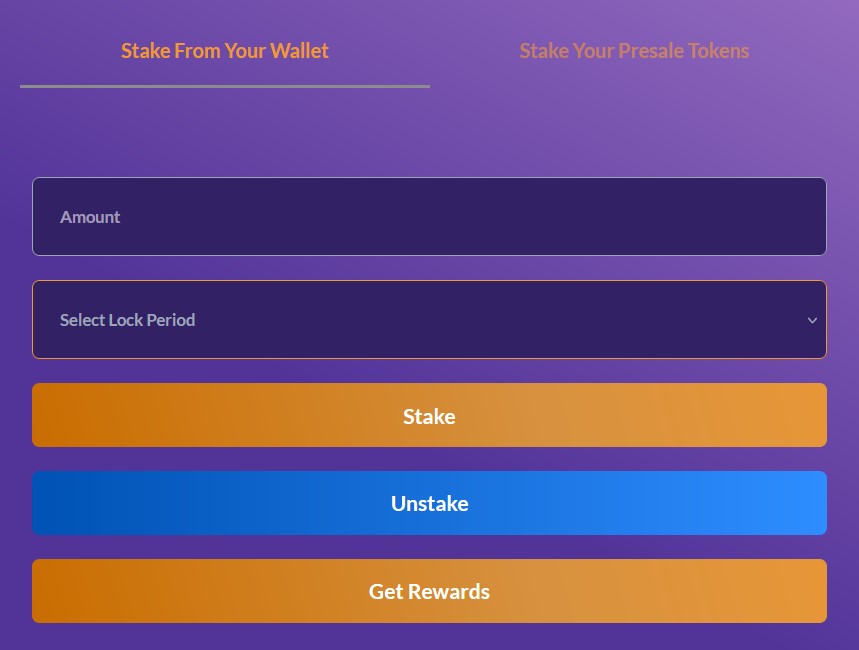 Stake From Your Wallet
Stake Your Presale Tokens
Amount
Select Lock Period
Stake
Unstake
Get Rewards